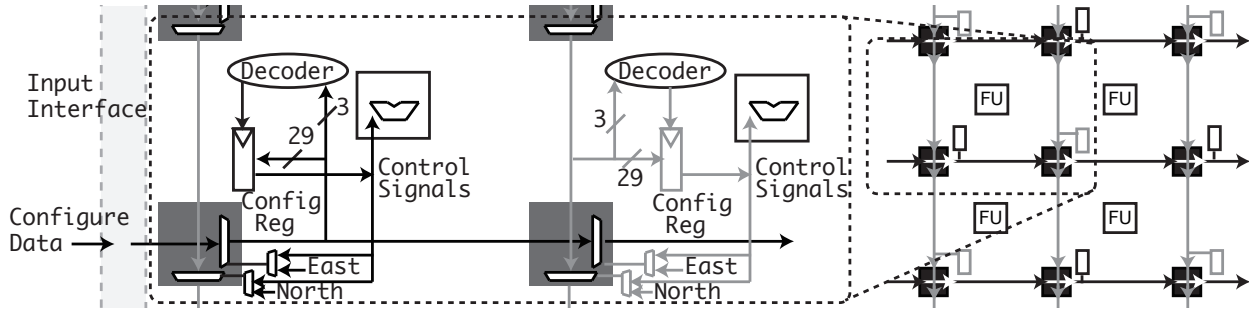 Input
Interface
Configure
Data
Decoder
3
29
Control
Signals
Config
Reg
East
North
Decoder
3
29
Control
Signals
Config
Reg
East
North
FU
FU
FU
FU